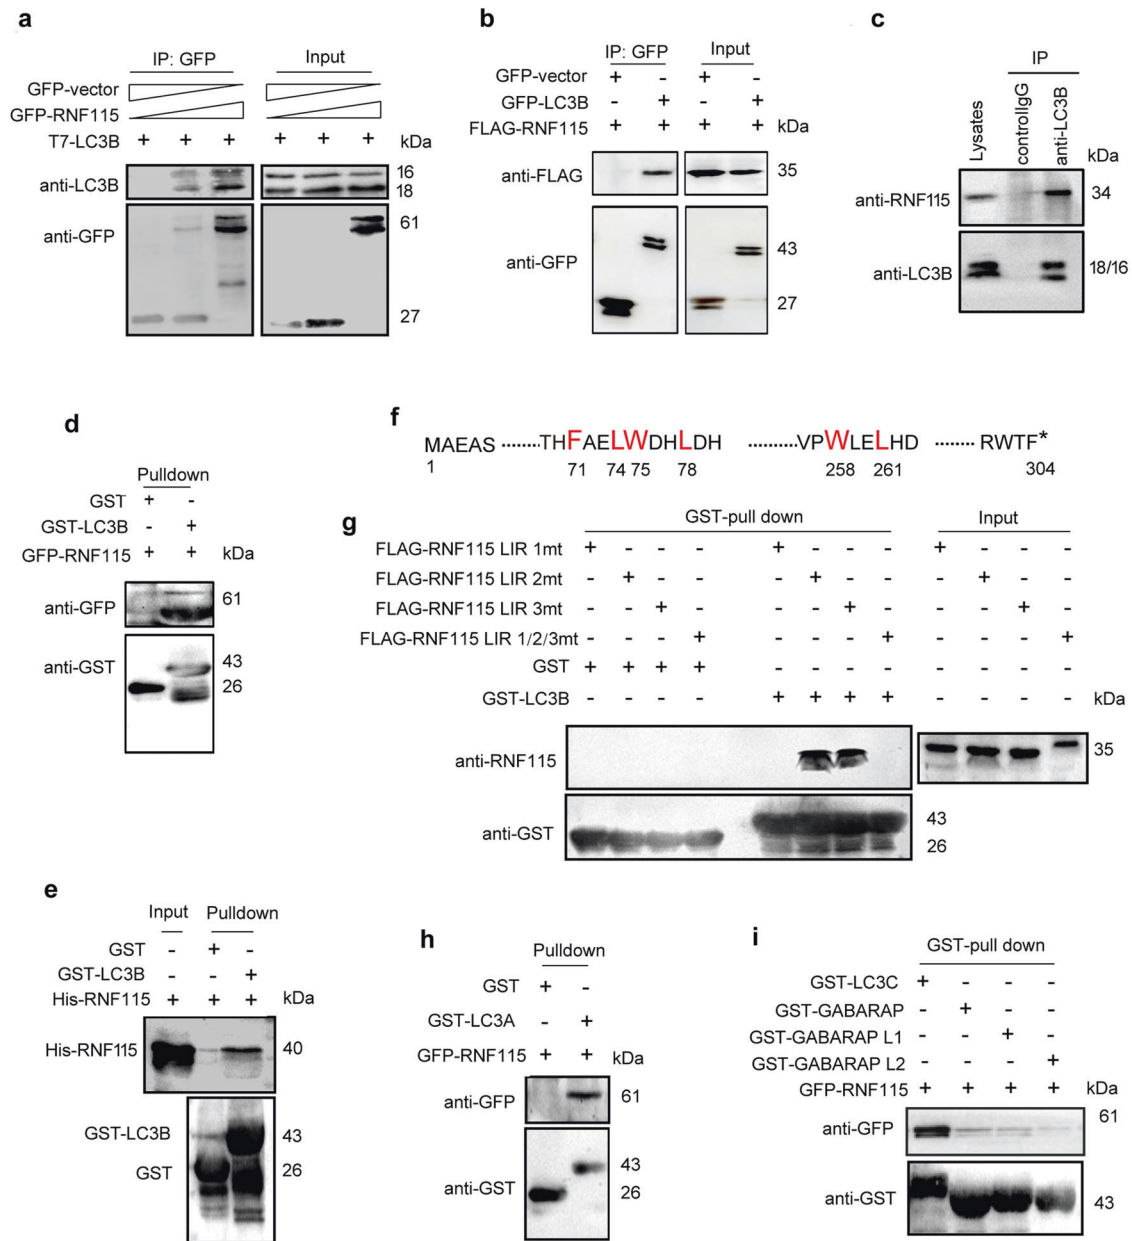 a
IP: GFP Input
GFP-vector
GFP-RNF115
T7-LC3B + + + + + + kDa
anti-LC3B 16
18
anti-GFP 61
27
b
IP: GFP Input
GFP-vector + - + -
GFP-LC3B - + - +
FLAG-RNF115 + + + + kDa
anti-FLAG 35
anti-GFP 43
27
c
IP
Lysates controlIgG anti-LC3B
kDa
anti-RNF115 34
anti-LC3B 18/16
d
Pulldown
GST + -
GST-LC3B - +
GFP-RNF115 + + kDa
anti-GFP 61
anti-GST 43
26
f
MAEAS ........THFAELWDHLDH ..........VPWLELHD ........ RWTF*
1 71 74 75 78 258 261 304
g
GST-pull down Input
FLAG-RNF115 LIR 1mt + - - - + - - - + - - -
FLAG-RNF115 LIR 2mt - + - - - + - - - + - -
FLAG-RNF115 LIR 3mt - - + - - - + - - - + -
FLAG-RNF115 LIR 1/2/3mt - - - + - - - + - - - +
GST + + + + - - - - - - - -
GST-LC3B - - - - + + + + - - - - kDa
anti-RNF115 35
anti-GST 43
26
e
Input Pulldown
GST - + -
GST-LC3B - - +
His-RNF115 + + + kDa
His-RNF115 40
GST-LC3B 43
GST 26
h
Pulldown
GST + -
GST-LC3A - +
GFP-RNF115 + + kDa
anti-GFP 61
anti-GST 43
26
i
GST-pull down
GST-LC3C + - - -
GST-GABARAP - + - -
GST-GABARAP L1 - - + -
GST-GABARAP L2 - - - +
GFP-RNF115 + + + + kDa
anti-GFP 61
anti-GST 43